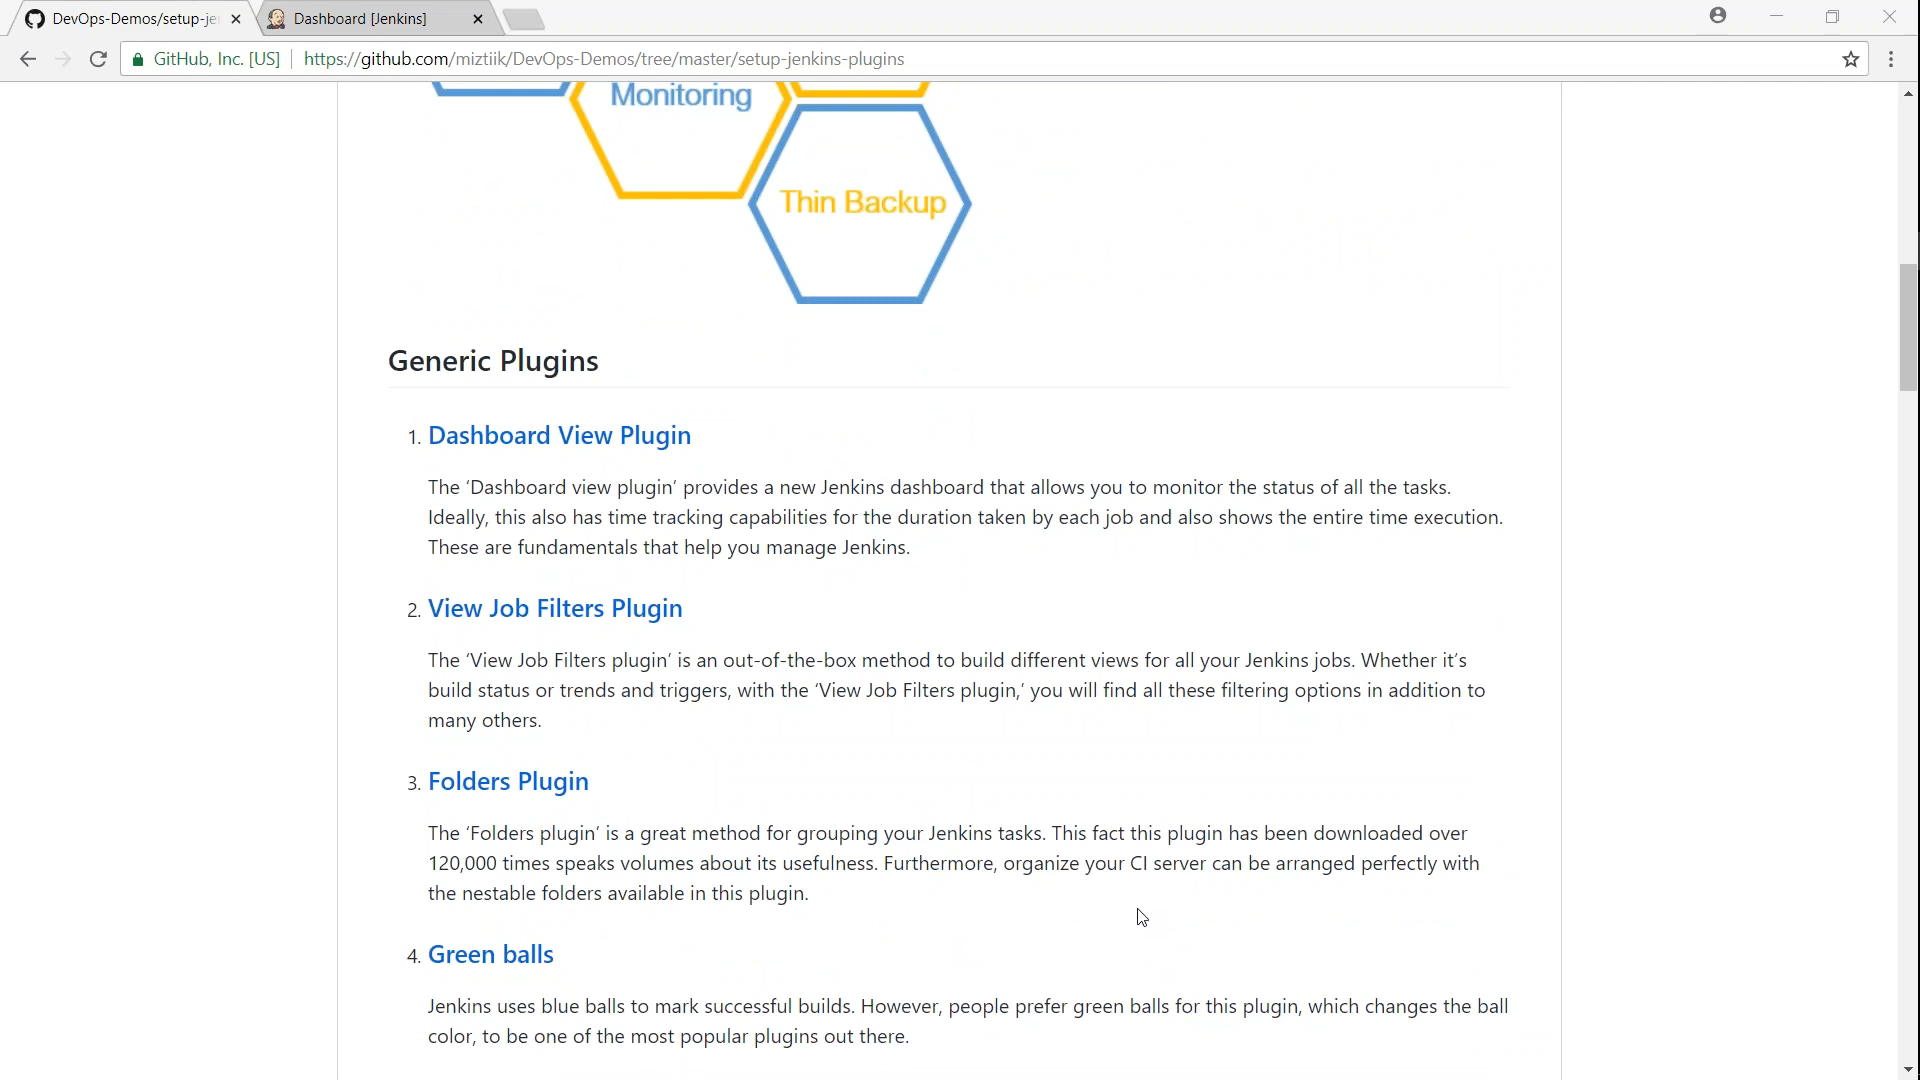 DevOps-Demos/setup-je
Dashboard [Jenkins]
GitHub, Inc. [US]
https://github.com/miztiik/DevOps-Demos/tree/master/setup-jenkins-plugins
Monitoring
Thin Backup
Generic Plugins
1. Dashboard View Plugin
The ‘Dashboard view plugin’ provides a new Jenkins dashboard that allows you to monitor the status of all the tasks.
Ideally, this also has time tracking capabilities for the duration taken by each job and also shows the entire time execution.
These are fundamentals that help you manage Jenkins.
2. View Job Filters Plugin
The ‘View Job Filters plugin’ is an out-of-the-box method to build different views for all your Jenkins jobs. Whether it’s
build status or trends and triggers, with the ‘View Job Filters plugin,’ you will find all these filtering options in addition to
many others.
3. Folders Plugin
The ‘Folders plugin’ is a great method for grouping your Jenkins tasks. This fact this plugin has been downloaded over
120,000 times speaks volumes about its usefulness. Furthermore, organize your CI server can be arranged perfectly with
the nestable folders available in this plugin.
4. Green balls
Jenkins uses blue balls to mark successful builds. However, people prefer green balls for this plugin, which changes the ball
color, to be one of the most popular plugins out there.